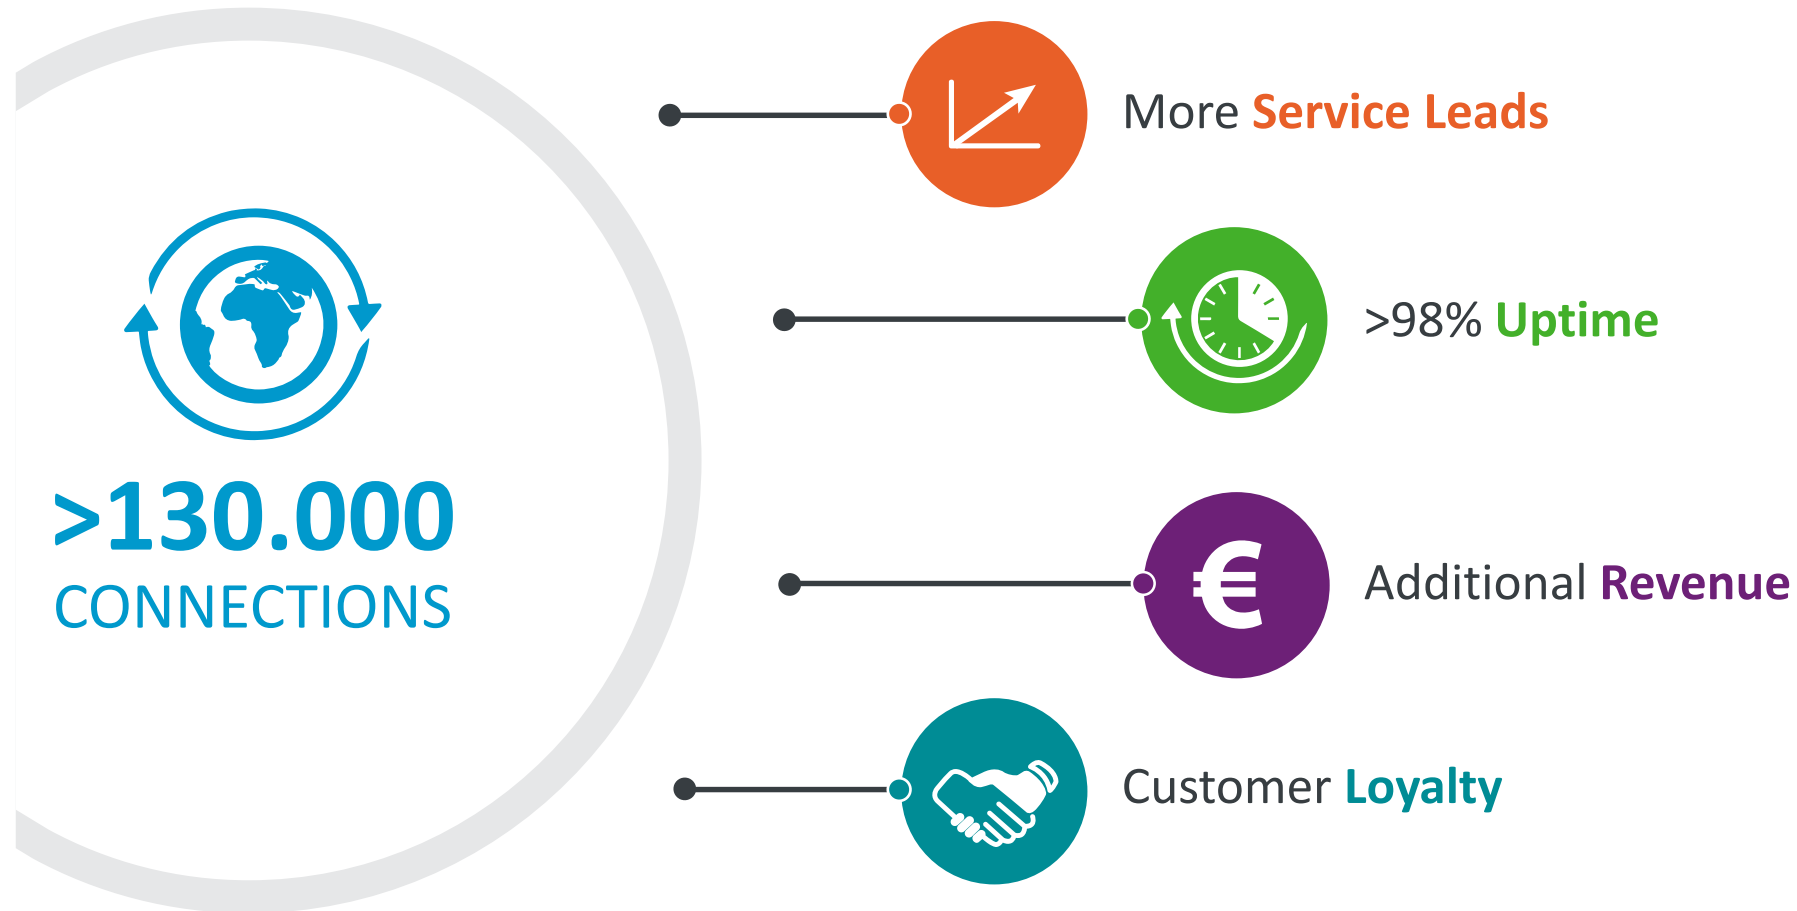 >130.000
CONNECTIONS
More Service Leads
>98% Uptime
€
Additional Revenue
Customer Loyalty